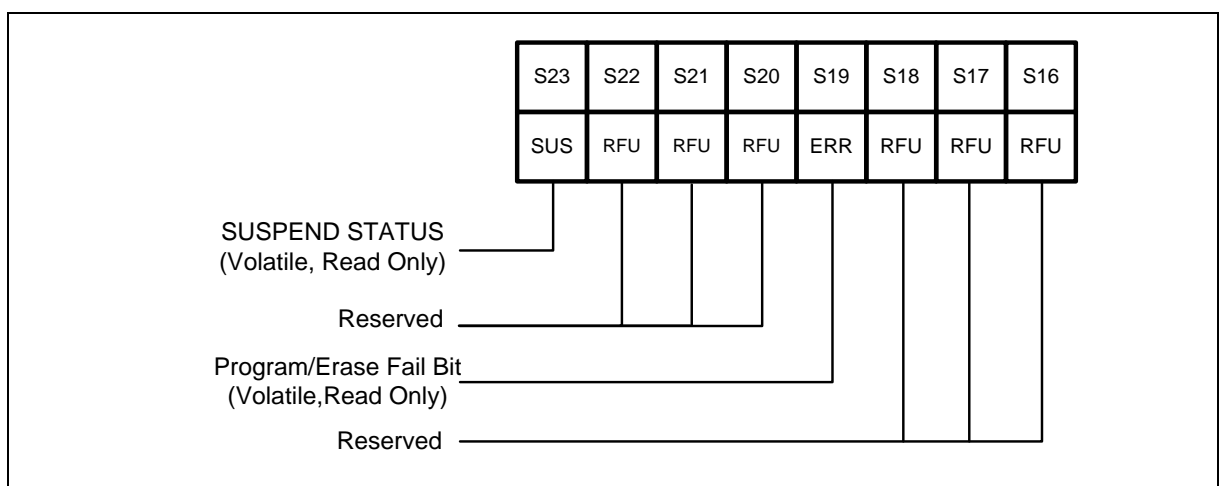 S23 S22 S21 S20 S19 S18 S17 S16
SUS RFU RFU RFU ERR RFU RFU RFU
SUSPEND STATUS
(Volatile, Read Only)
Reserved
Program/Erase Fail Bit
(Volatile,Read Only)
Reserved